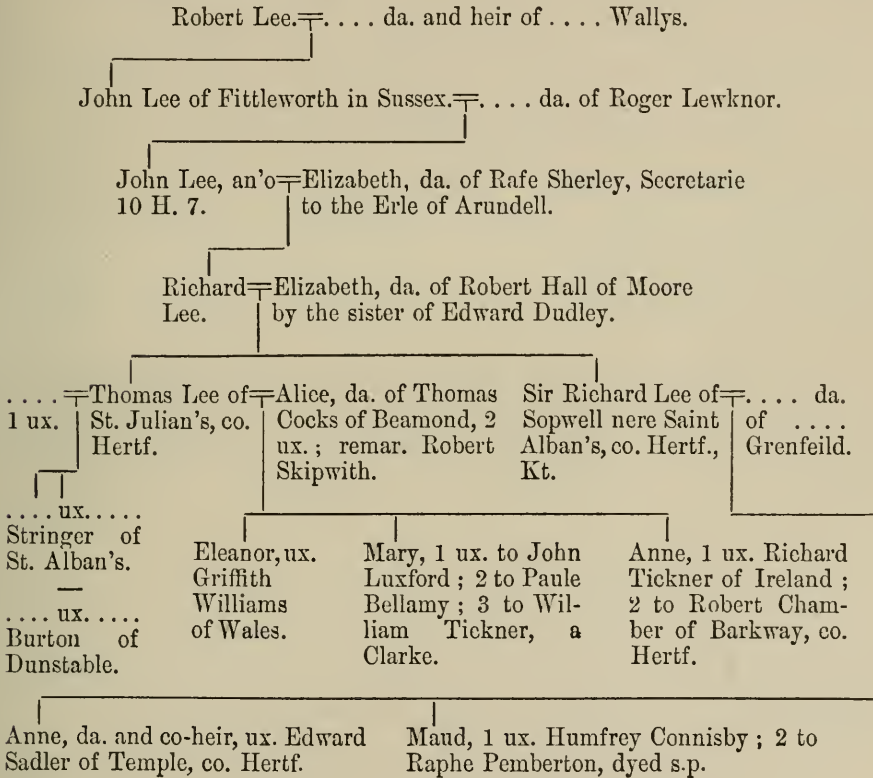 Robert Lee.=. . . . da. and heir of . . . . Wallys.
John Lee of Fittleworth in Sussex.=. . . . da. of Roger Lewknor.
John Lee, an'o=Elizabeth, da. of Rafe Sherley, Secretarie
10 H. 7. to the Erle of Arundell.
Richard=Elizabeth, da. of Robert Hall of Moore
Lee. by the sister of Edward Dudley.
. . . . =
1 ux.
Thomas Lee of=
St. Julian's, co.
Hertf.
Alice, da. of Thomas
Cocks of Beamond, 2
ux. ; remar. Robert
Skipwith.
Sir Richard Lee of=
Sopwell nere Saint
Alban's, co. Hertf.,
Kt.
. . . . da.
of . . . .
Grenfeild.
. . . . ux. . . . .
Stringer of
St. Alban's.
—
. . . . ux. . . . .
Burton of
Dunstable.
Eleanor, ux.
Griffith
Williams
of Wales.
Mary, 1 ux. to John
Luxford ; 2 to Paule
Bellamy ; 3 to Wil-
liam Tickner, a
Clarke.
Anne, 1 ux. Richard
Tickner of Ireland ;
2 to Robert Cham-
ber of Barkway, co.
Hertf.
Anne, da. and co-heir, ux. Edward
Sadler of Temple, co. Hertf.
Maud, 1 ux. Humfrey Connisby ; 2 to
Raphe Pemberton, dyed s.p.